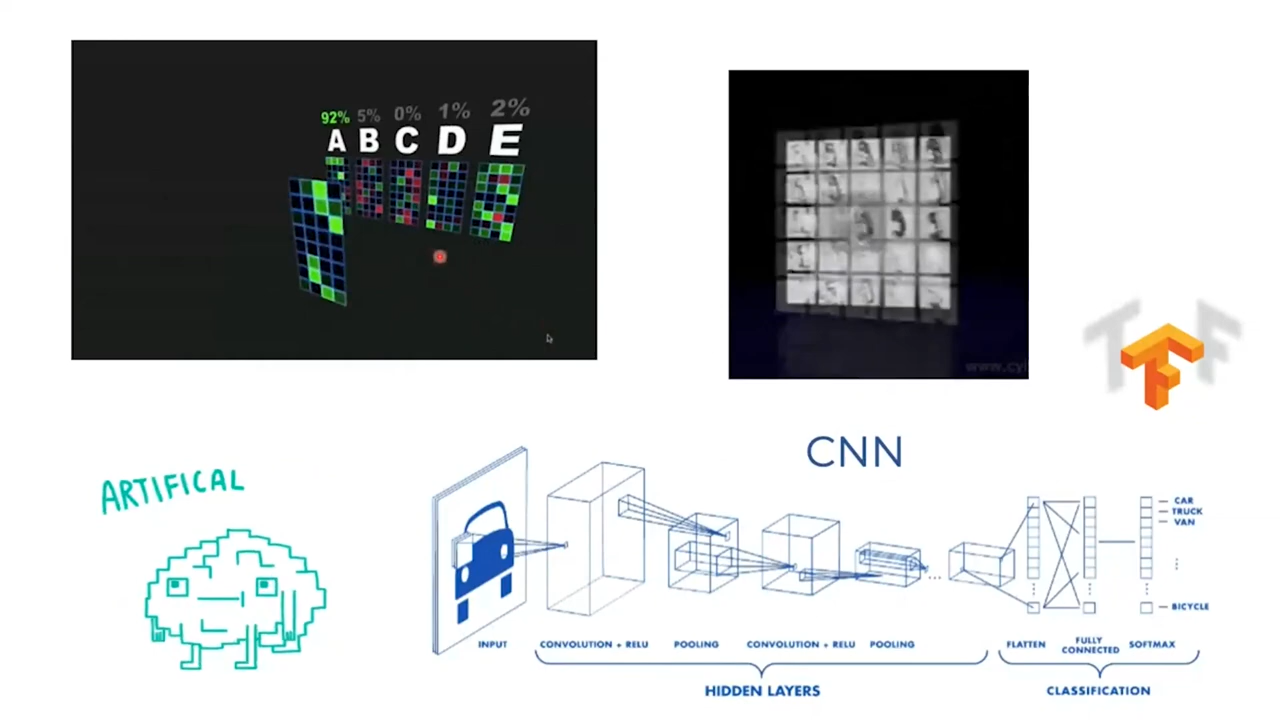 92% 5% 0% 1% 2%
A B C D E
TF
CNN
ARTIFICAL
CAR
TRUCK
VAN
BICYCLE
INPUT CONVOLUTION + RELU POOLING CONVOLUTION + RELU POOLING FLATTEN FULLY CONNECTED SOFTMAX
HIDDEN LAYERS CLASSIFICATION